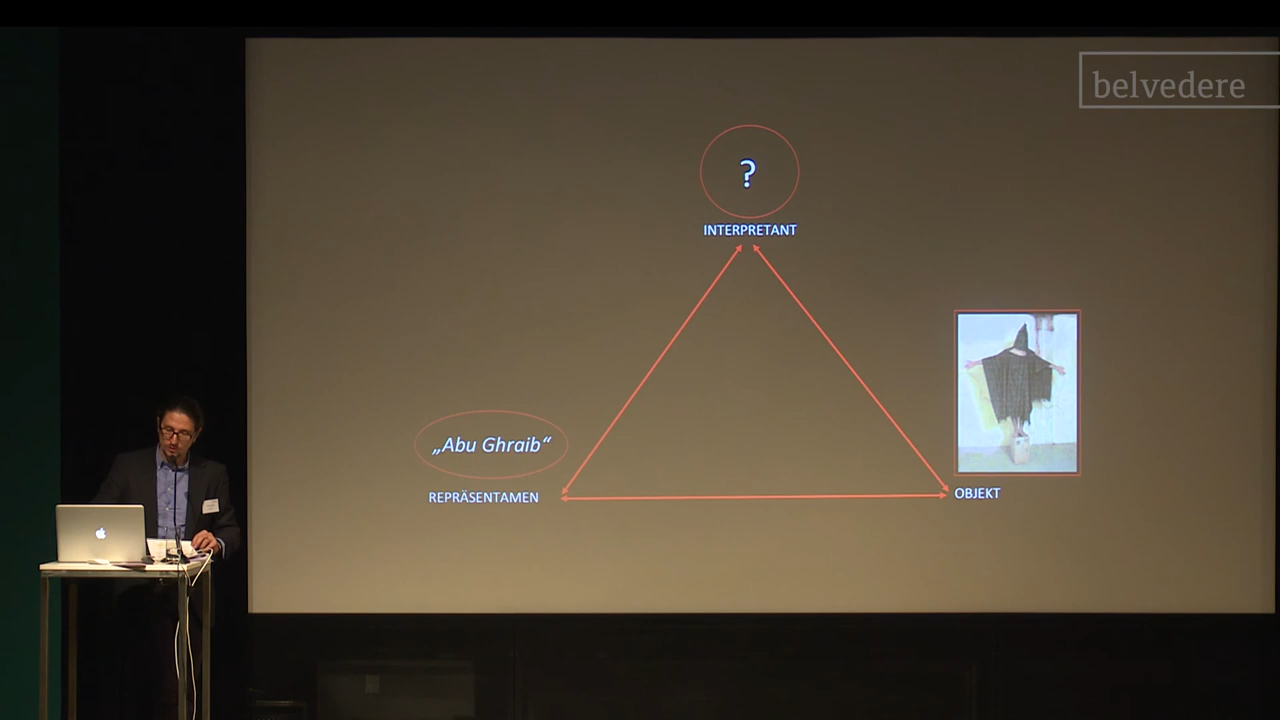 belvedere
?
INTERPRETANT
„Abu Ghraib“
REPRÄSENTAMEN
OBJEKT